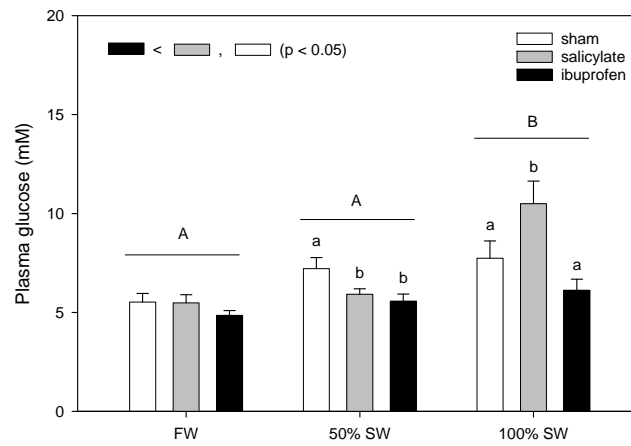 20
15
10
5
0
Plasma glucose (mM)
< , (p < 0.05)
sham
salicylate
ibuprofen
A
A
B
a
b
b
a
b
a
FW
50% SW
100% SW